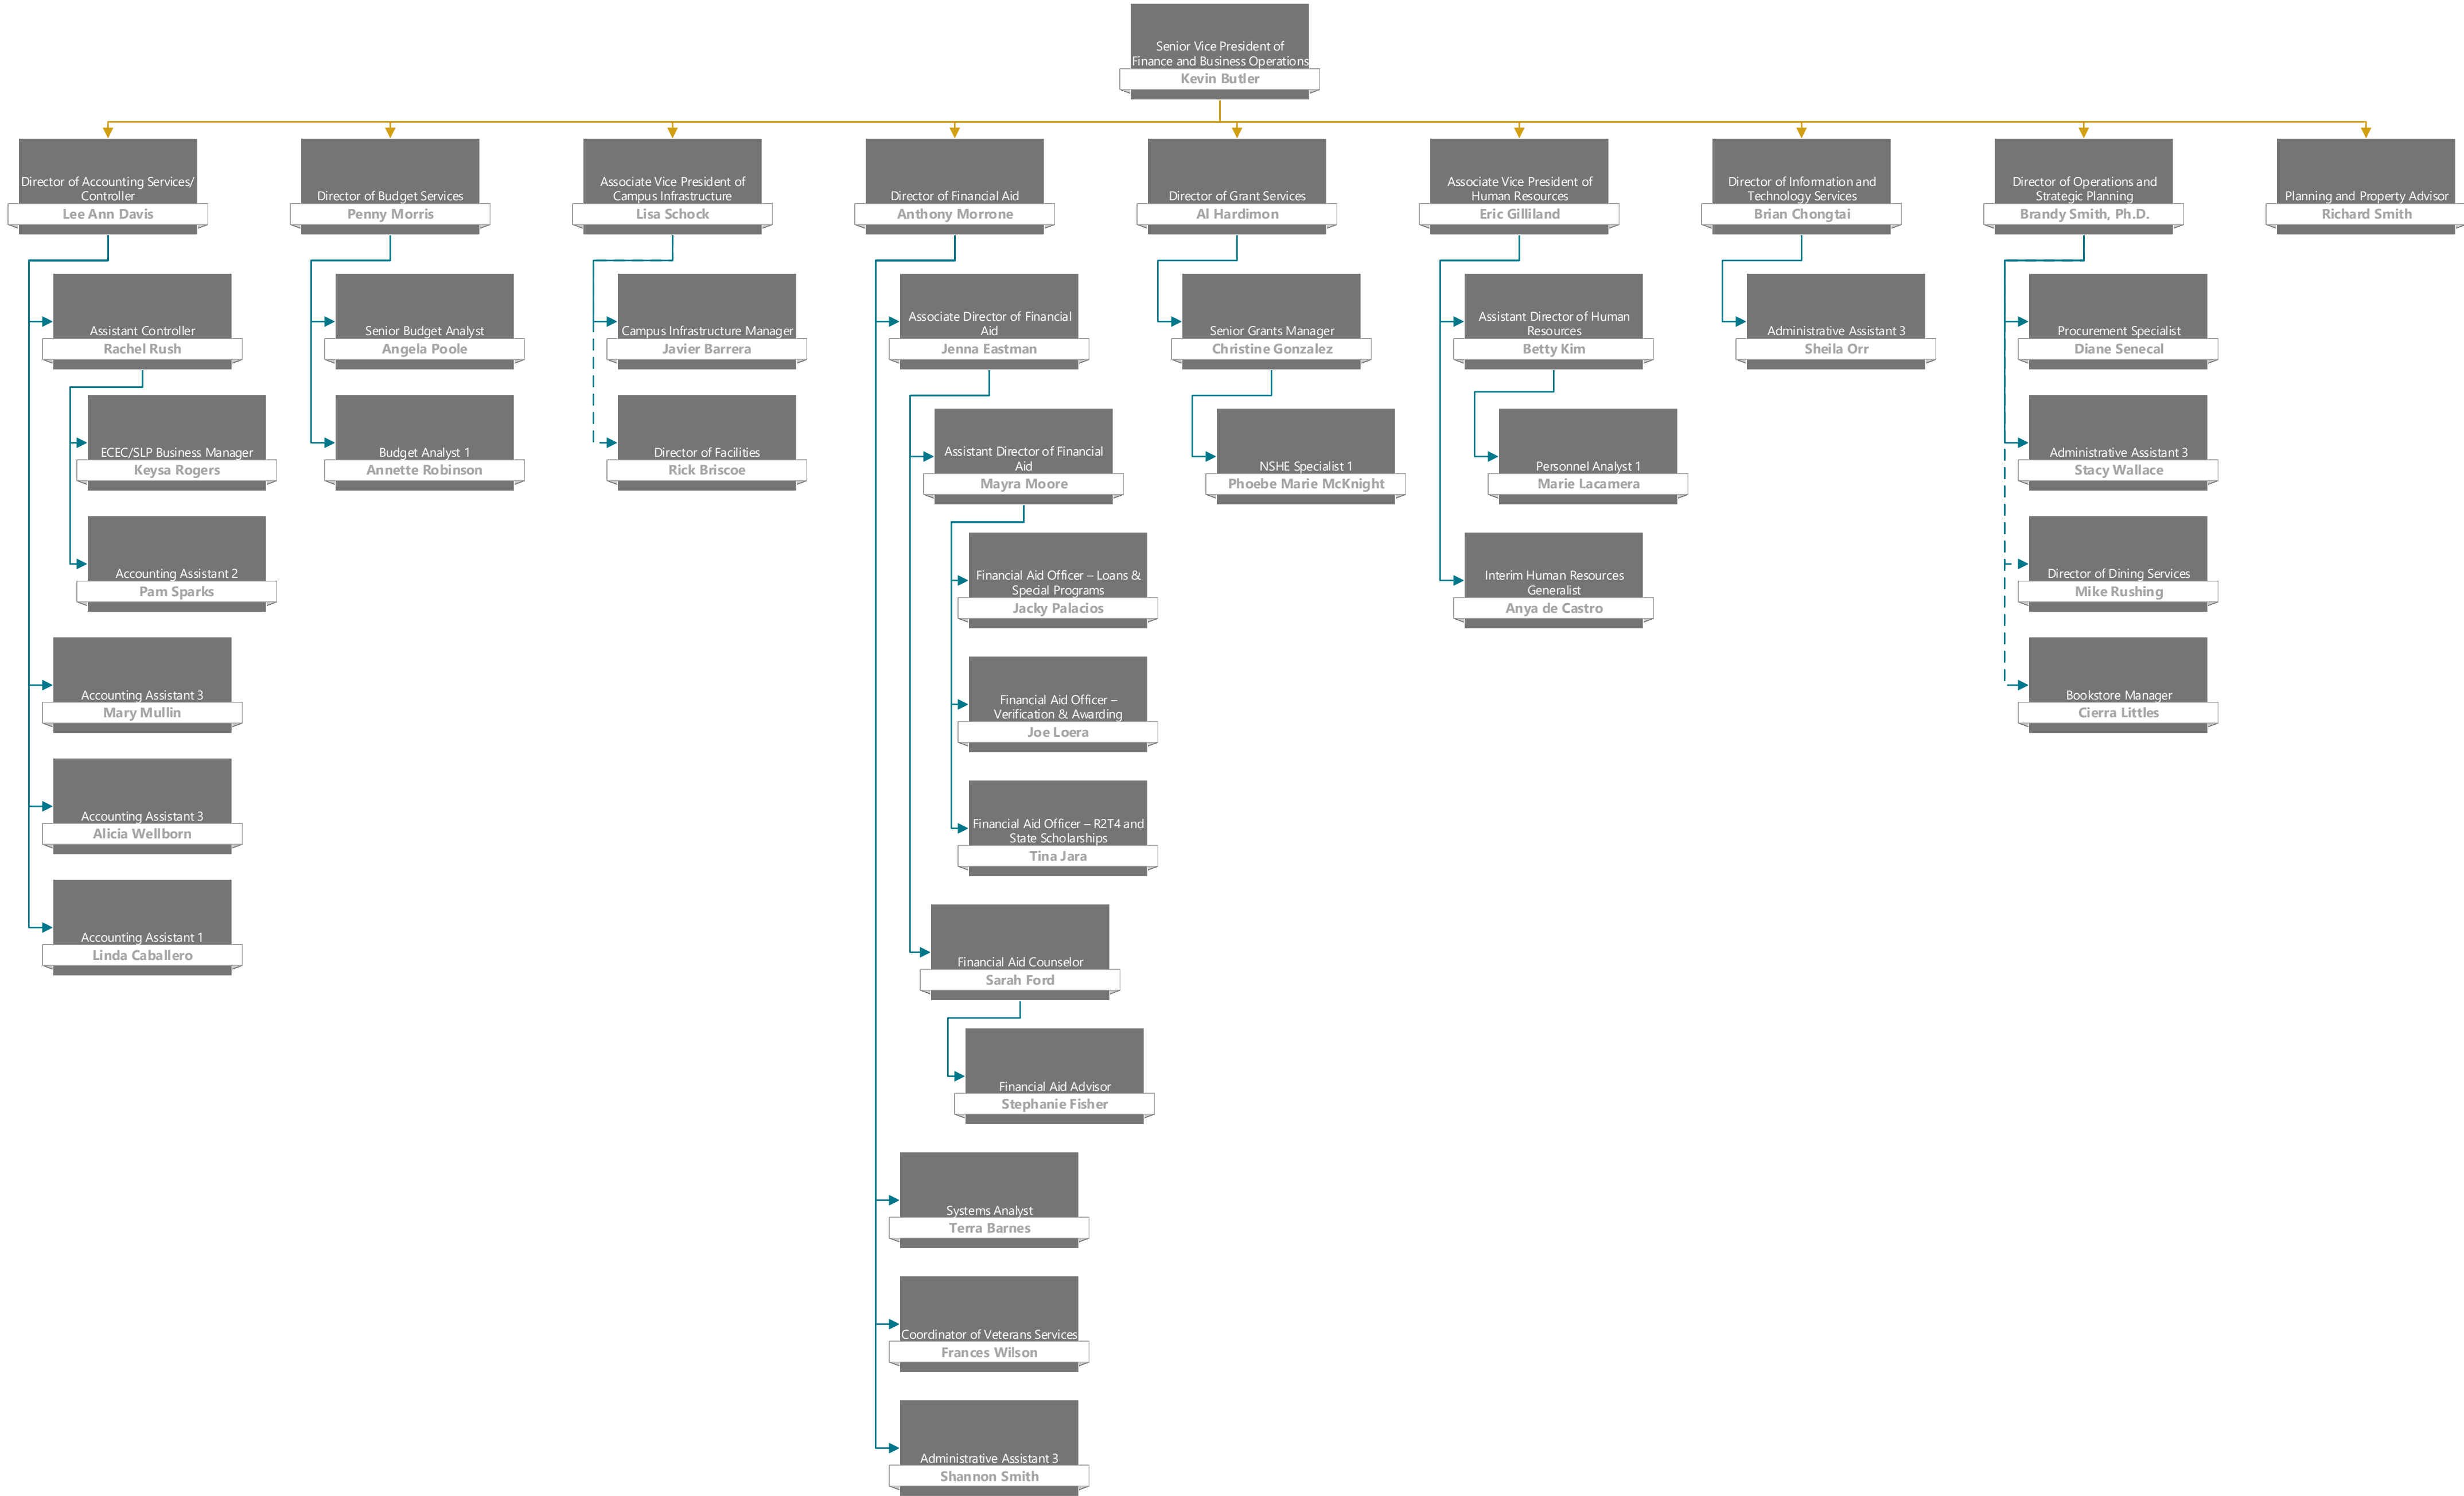 Senior Vice President of
Finance and Business Operations
Kevin Butler
Director of Accounting Services/
Controller
Lee Ann Davis
Director of Budget Services
Penny Morris
Associate Vice President of
Campus Infrastructure
Lisa Schock
Director of Financial Aid
Anthony Morrone
Director of Grant Services
Al Hardimon
Associate Vice President of
Human Resources
Eric Gilliland
Director of Information and
Technology Services
Brian Chongtai
Director of Operations and
Strategic Planning
Brandy Smith, Ph.D.
Planning and Property Advisor
Richard Smith
Assistant Controller
Rachel Rush
ECEC/SLP Business Manager
Keysa Rogers
Accounting Assistant 2
Pam Sparks
Accounting Assistant 3
Mary Mullin
Accounting Assistant 3
Alicia Wellborn
Accounting Assistant 1
Linda Caballero
Senior Budget Analyst
Angela Poole
Budget Analyst 1
Annette Robinson
Campus Infrastructure Manager
Javier Barrera
Director of Facilities
Rick Briscoe
Associate Director of Financial
Aid
Jenna Eastman
Assistant Director of Financial
Aid
Mayra Moore
Financial Aid Officer – Loans &
Special Programs
Jacky Palacios
Financial Aid Officer –
Verification & Awarding
Joe Loera
Financial Aid Officer – R2T4 and
State Scholarships
Tina Jara
Financial Aid Counselor
Sarah Ford
Financial Aid Advisor
Stephanie Fisher
Systems Analyst
Terra Barnes
Coordinator of Veterans Services
Frances Wilson
Administrative Assistant 3
Shannon Smith
Senior Grants Manager
Christine Gonzalez
NSHE Specialist 1
Phoebe Marie McKnight
Assistant Director of Human
Resources
Betty Kim
Personnel Analyst 1
Marie Lacamera
Interim Human Resources
Generalist
Anya de Castro
Administrative Assistant 3
Sheila Orr
Procurement Specialist
Diane Senecal
Administrative Assistant 3
Stacy Wallace
Director of Dining Services
Mike Rushing
Bookstore Manager
Cierra Littles